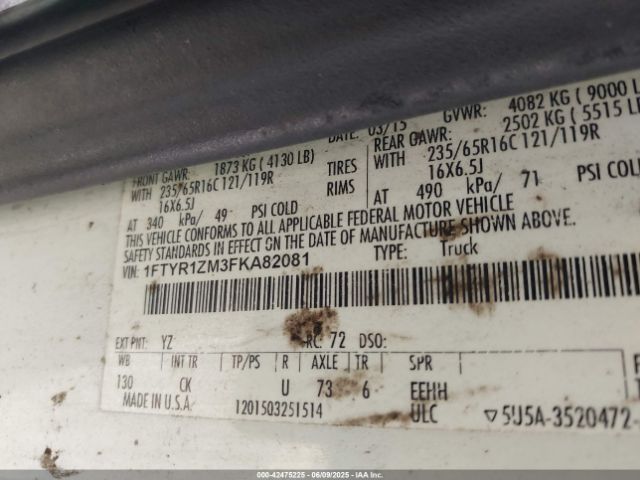 DATE: 03/15 GVWR: 4082 KG ( 9000 L
FRONT GAWR: 1873 KG ( 4130 LB) REAR GAWR: 2502 KG ( 5515 LB
WITH 235/65R16C 121/119R TIRES WITH 235/65R16C 121/119R
16X6.5J RIMS 16X6.5J
AT 340 kPa/ 49 PSI COLD AT 490 kPa/ 71 PSI COLD
THIS VEHICLE CONFORMS TO ALL APPLICABLE FEDERAL MOTOR VEHICLE
SAFETY STANDARDS IN EFFECT ON THE DATE OF MANUFACTURE SHOWN ABOVE.
VIN: 1FTYR1ZM3FKA82081 TYPE: Truck
EXT PNT: YZ RC: 72 DSO:
WB INT TR TP/PS R AXLE TR SPR
130 CK U 73 6 EEHH
MADE IN U.S.A. 1201503251514 ULC ▽5U5A-3520472-
000-42475225 - 06/09/2025 - IAA Inc. (USA)